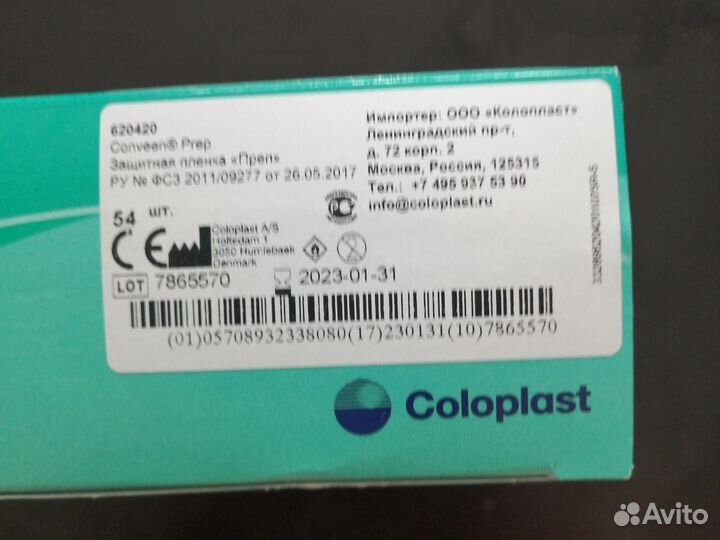 620420
Conveen® Prep
Защитная пленка «Преп»
РУ № ФСЗ 2011/09277 от 26.05.2017
54 шт.
CE
Coloplast A/S
Holtedam 1
3050 Humlebaek
Denmark
LOT 7865570
2023-01-31
(01)05708932338080(17)230131(10)7865570
Импортер: ООО «Колопласт»
Ленинградский пр-т,
д. 72 корп. 2
Москва, Россия, 125315
Тел.: +7 495 937 53 90
info@coloplast.ru
Coloplast
Avito